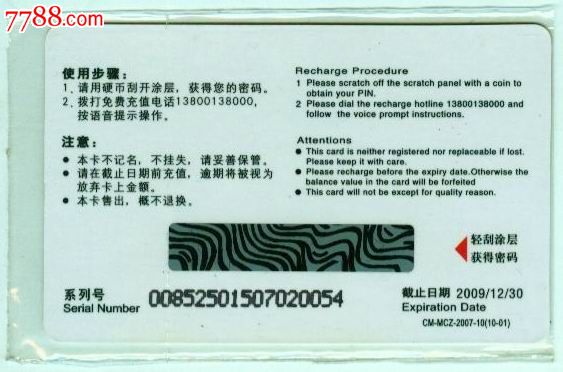 7788.com
使用步骤：
1、请用硬币刮开涂层，获得您的密码。
2、拨打免费充值电话13800138000,
按语音提示操作。
注意：
● 本卡不记名，不挂失，请妥善保管。
● 请在截止日期前充值，逾期将被视为
放弃卡上金额。
● 本卡售出，概不退换。
Recharge Procedure
1 Please scratch off the scratch panel with a coin to
obtain your PIN.
2 Please dial the recharge hotline 13800138000 and
follow the voice prompt instructions.
Attentions
● This card is neither registered nor replaceable if lost.
Please keep it with care.
● Please recharge before the expiry date.Otherwise the
balance value in the card will be forfeited
● This card will not be except for quality reason.
轻刮涂层
获得密码
系列号
Serial Number
00852501507020054
截止日期 2009/12/30
Expiration Date
CM-MCZ-2007-10(10-01)